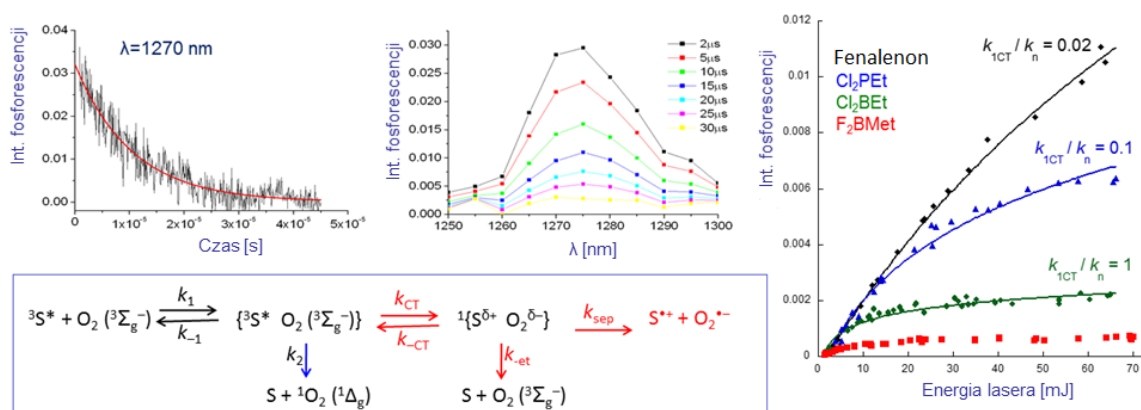 λ=1270 nm
Int. fosforescencji
0.04
0.03
0.02
0.01
0.00
0
1x10⁻⁵
2x10⁻⁵
3x10⁻⁵
4x10⁻⁵
5x10⁻⁵
Czas [s]
Int. fosforescencji
0.030
0.025
0.020
0.015
0.010
0.005
0.000
2μs
5μs
10μs
15μs
20μs
25μs
30μs
1250 1260 1270 1280 1290 1300
λ [nm]
Int. fosfescencji
0.012
0.01
0.008
0.006
0.004
0.002
0
Fenalenon
Cl₂PEt
Cl₂BEt
F₂BMet
k₁CT / kₙ = 0.02
k₁CT / kₙ = 0.1
k₁CT / kₙ = 1
0 10 20 30 40 50 60 70
Energia lasera [mJ]
k₁ k_CT
³S* + O₂ (³Σg⁻) {³S* O₂ (³Σg⁻)} ¹{S^δ+ O₂^δ−} k_sep S•⁺ + O₂•⁻
k₋₁ k₋CT
k₂ k-et
S + ¹O₂ (¹Δg) S + O₂ (³Σg⁻)